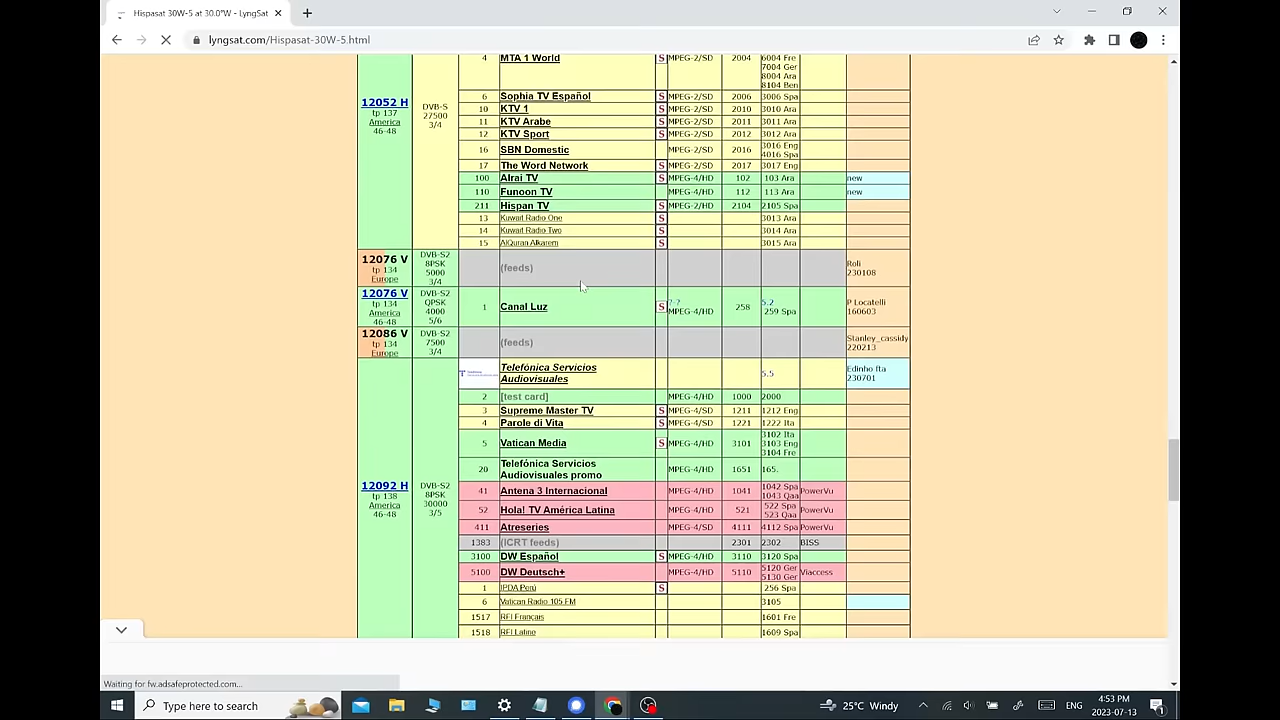 Hispasat 30W-5 at 30.0°W - LyngSat
lyngsat.com/Hispasat-30W-5.html
4 MTA 1 World S MPEG-2/SD 2004 6004 Fre
7004 Ger
8004 Ara
8104 Ben
12052 H
tp 137
America
46-48
DVB-S
27500
3/4
6 Sophia TV Español S MPEG-2/SD 2006 3006 Spa
10 KTV 1 S MPEG-2/SD 2010 3010 Ara
11 KTV Arabe S MPEG-2/SD 2011 3011 Ara
12 KTV Sport S MPEG-2/SD 2012 3012 Ara
16 SBN Domestic MPEG-2/SD 2016 3016 Eng
4016 Spa
17 The Word Network S MPEG-2/SD 2017 3017 Eng
100 Alrai TV S MPEG-4/HD 102 103 Ara new
110 Funoon TV MPEG-4/HD 112 113 Ara new
211 Hispan TV S MPEG-2/HD 2104 2105 Spa
13 Kuwait Radio One S 3013 Ara
14 Kuwait Radio Two S 3014 Ara
15 AlQuran Alkarem S 3015 Ara
12076 V
tp 134
Europe
DVB-S2
8PSK
5000
3/4
(feeds)
Roli
230108
12076 V
tp 134
America
46-48
DVB-S2
QPSK
4000
5/6
1 Canal Luz S ?-?
MPEG-4/HD 258 5.2
259 Spa
P Locatelli
160603
12086 V
tp 134
Europe
DVB-S2
7500
3/4
(feeds)
Stanley_cassidy
220213
12092 H
tp 138
America
46-48
DVB-S2
8PSK
30000
3/5
Telefónica Servicios
Audiovisuales
5.5
Edinho fta
230701
2 [test card] MPEG-4/HD 1000 2000
3 Supreme Master TV S MPEG-4/SD 1211 1212 Eng
4 Parole di Vita S MPEG-4/SD 1221 1222 Ita
5 Vatican Media S MPEG-4/HD 3101 3102 Ita
3103 Eng
3104 Fre
20 Telefónica Servicios
Audiovisuales promo MPEG-4/HD 1651 165.
41 Antena 3 Internacional MPEG-4/HD 1041 1042 Spa
1043 Qaa PowerVu
52 Hola! TV América Latina MPEG-4/HD 521 522 Spa
523 Qaa PowerVu
411 Atreseries MPEG-4/SD 4111 4112 Spa PowerVu
1383 (ICRT feeds) 2301 2302 BISS
3100 DW Español S MPEG-4/HD 3110 3120 Spa
5100 DW Deutsch+ MPEG-4/HD 5110 5120 Ger
5130 Ger Viaccess
1 IPDA Perú S 256 Spa
6 Vatican Radio 105 FM 3105
1517 RFI Français 1601 Fre
1518 RFI Latine 1609 Spa
Waiting for fw.adsafeprotected.com...
Type here to search
25°C Windy
ENG
4:53 PM
2023-07-13
1